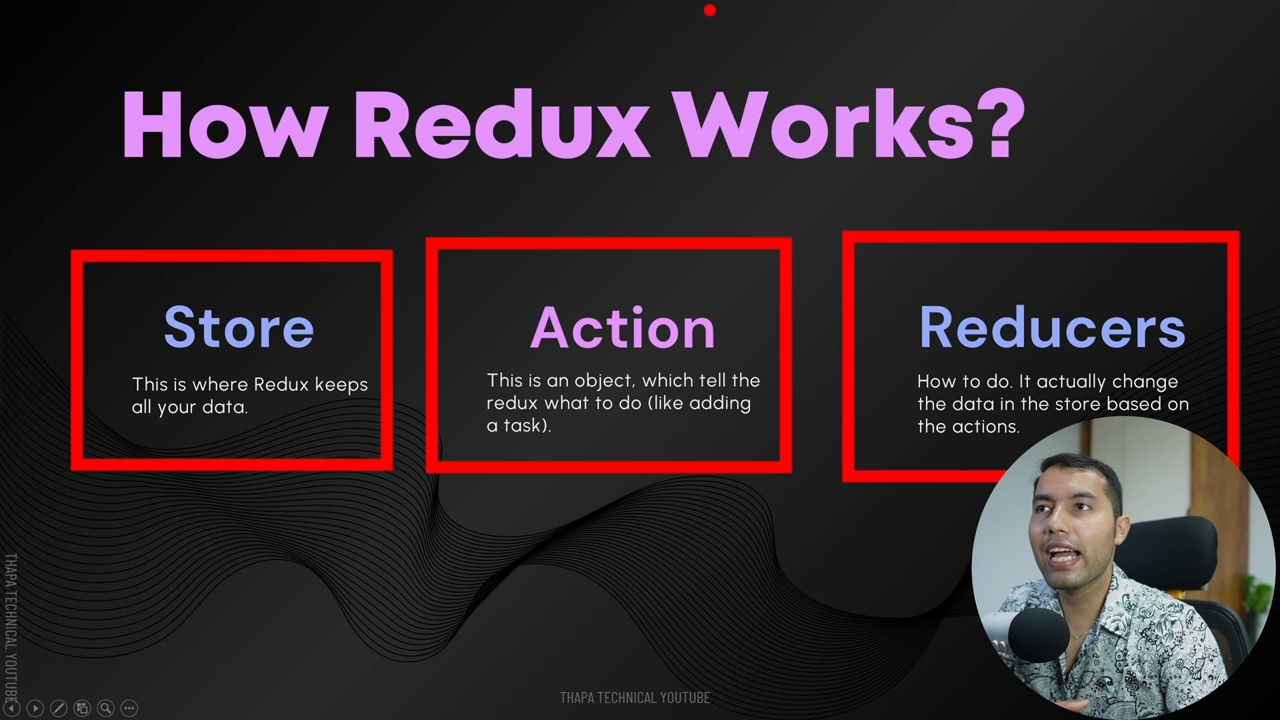 How Redux Works?
Store
This is where Redux keeps
all your data.
Action
This is an object, which tell the
redux what to do (like adding
a task).
Reducers
How to do. It actually change
the data in the store based on
the actions.
THAPA TECHNICAL YOUTUBE
THAPA TECHNICAL YOUTUBE